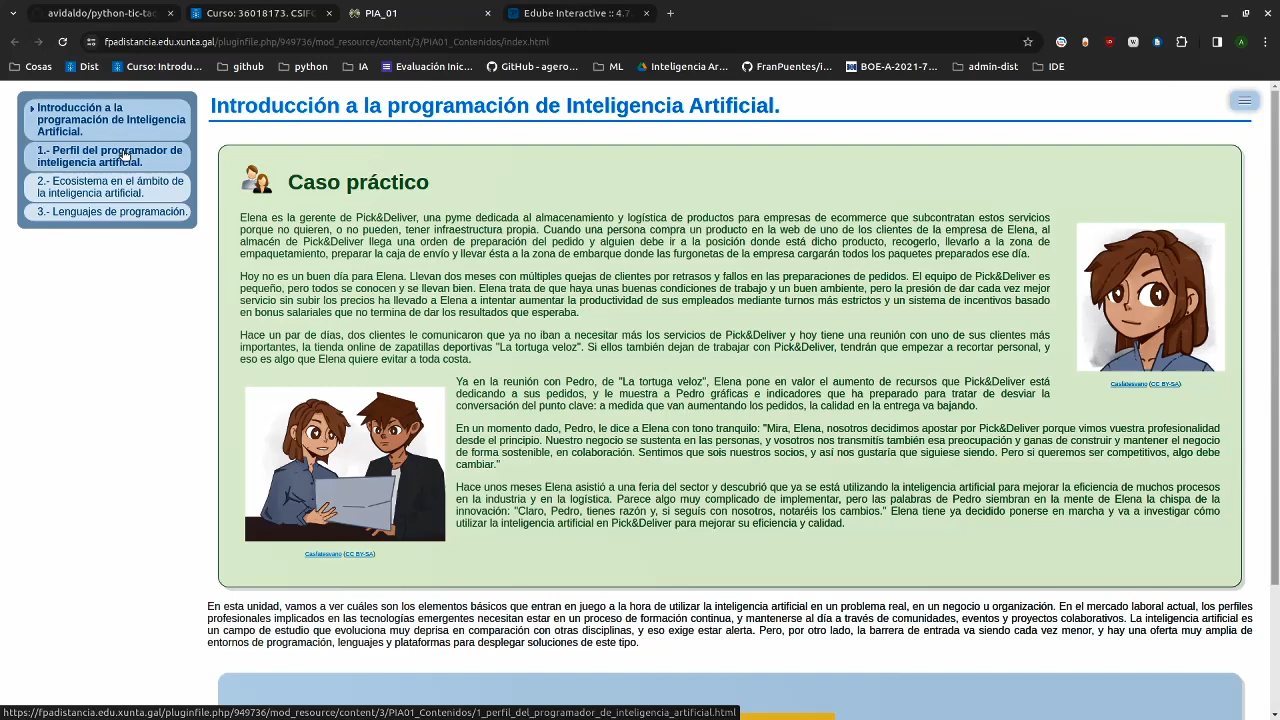 avidaldo/python-tic-tac
Curso: 36018173. CSIFC
PIA_01
Edube Interactive :: 4.7.
fpadistancia.edu.xunta.gal/pluginfile.php/949736/mod_resource/content/3/PIA01_Contenidos/index.html
Cosas
Dist
Curso: Introdu...
github
python
IA
Evaluación Inic...
GitHub - agero...
ML
Inteligencia Ar...
FranPuentes/i...
BOE-A-2021-7...
admin-dist
IDE
Introducción a la
programación de Inteligencia
Artificial.
1.- Perfil del programador de
inteligencia artificial.
2.- Ecosistema en el ámbito de
la inteligencia artificial.
3.- Lenguajes de programación.
Introducción a la programación de Inteligencia Artificial.
Caso práctico
Elena es la gerente de Pick&Deliver, una pyme dedicada al almacenamiento y logística de productos para empresas de ecommerce que subcontratan estos servicios
porque no quieren, o no pueden, tener infraestructura propia. Cuando una persona compra un producto en la web de uno de los clientes de la empresa de Elena, al
almacén de Pick&Deliver llega una orden de preparación del pedido y alguien debe ir a la posición donde está dicho producto, recogerlo, llevarlo a la zona de
empaquetamiento, preparar la caja de envío y llevar ésta a la zona de embarque donde las furgonetas de la empresa cargarán todos los paquetes preparados ese día.
Hoy no es un buen día para Elena. Llevan dos meses con múltiples quejas de clientes por retrasos y fallos en las preparaciones de pedidos. El equipo de Pick&Deliver es
pequeño, pero todos se conocen y se llevan bien. Elena trata de que haya unas buenas condiciones de trabajo y un buen ambiente, pero la presión de dar cada vez mejor
servicio sin subir los precios ha llevado a Elena a intentar aumentar la productividad de sus empleados mediante turnos más estrictos y un sistema de incentivos basado
en bonus salariales que no termina de dar los resultados que esperaba.
Hace un par de días, dos clientes le comunicaron que ya no iban a necesitar más los servicios de Pick&Deliver y hoy tiene una reunión con uno de sus clientes más
importantes, la tienda online de zapatillas deportivas "La tortuga veloz". Si ellos también dejan de trabajar con Pick&Deliver, tendrán que empezar a recortar personal, y
eso es algo que Elena quiere evitar a toda costa.
Casfatesvano (CC BY-SA)
Ya en la reunión con Pedro, de "La tortuga veloz", Elena pone en valor el aumento de recursos que Pick&Deliver está
dedicando a sus pedidos, y le muestra a Pedro gráficas e indicadores que ha preparado para tratar de desviar la
conversación del punto clave: a medida que van aumentando los pedidos, la calidad en la entrega va bajando.
En un momento dado, Pedro, le dice a Elena con tono tranquilo: "Mira, Elena, nosotros decidimos apostar por Pick&Deliver porque vimos vuestra profesionalidad
desde el principio. Nuestro negocio se sustenta en las personas, y vosotros nos transmitís también esa preocupación y ganas de construir y mantener el negocio
de forma sostenible, en colaboración. Sentimos que sois nuestros socios, y así nos gustaría que siguiese siendo. Pero si queremos ser competitivos, algo debe
cambiar."
Hace unos meses Elena asistió a una feria del sector y descubrió que ya se está utilizando la inteligencia artificial para mejorar la eficiencia de muchos procesos
en la industria y en la logística. Parece algo muy complicado de implementar, pero las palabras de Pedro siembran en la mente de Elena la chispa de la
innovación: "Claro, Pedro, tienes razón y, si seguís con nosotros, notaréis los cambios." Elena tiene ya decidido ponerse en marcha y va a investigar cómo
utilizar la inteligencia artificial en Pick&Deliver para mejorar su eficiencia y calidad.
Casfatesvano (CC BY-SA)
En esta unidad, vamos a ver cuáles son los elementos básicos que entran en juego a la hora de utilizar la inteligencia artificial en un problema real, en un negocio u organización. En el mercado laboral actual, los perfiles
profesionales implicados en las tecnologías emergentes necesitan estar en un proceso de formación continua, y mantenerse al día a través de comunidades, eventos y proyectos colaborativos. La inteligencia artificial es
un campo de estudio que evoluciona muy deprisa en comparación con otras disciplinas, y eso exige estar alerta. Pero, por otro lado, la barrera de entrada va siendo cada vez menor, y hay una oferta muy amplia de
entornos de programación, lenguajes y plataformas para desplegar soluciones de este tipo.
https://fpadistancia.edu.xunta.gal/pluginfile.php/949736/mod_resource/content/3/PIA01_Contenidos/1_perfil_del_programador_de_inteligencia_artificial.html